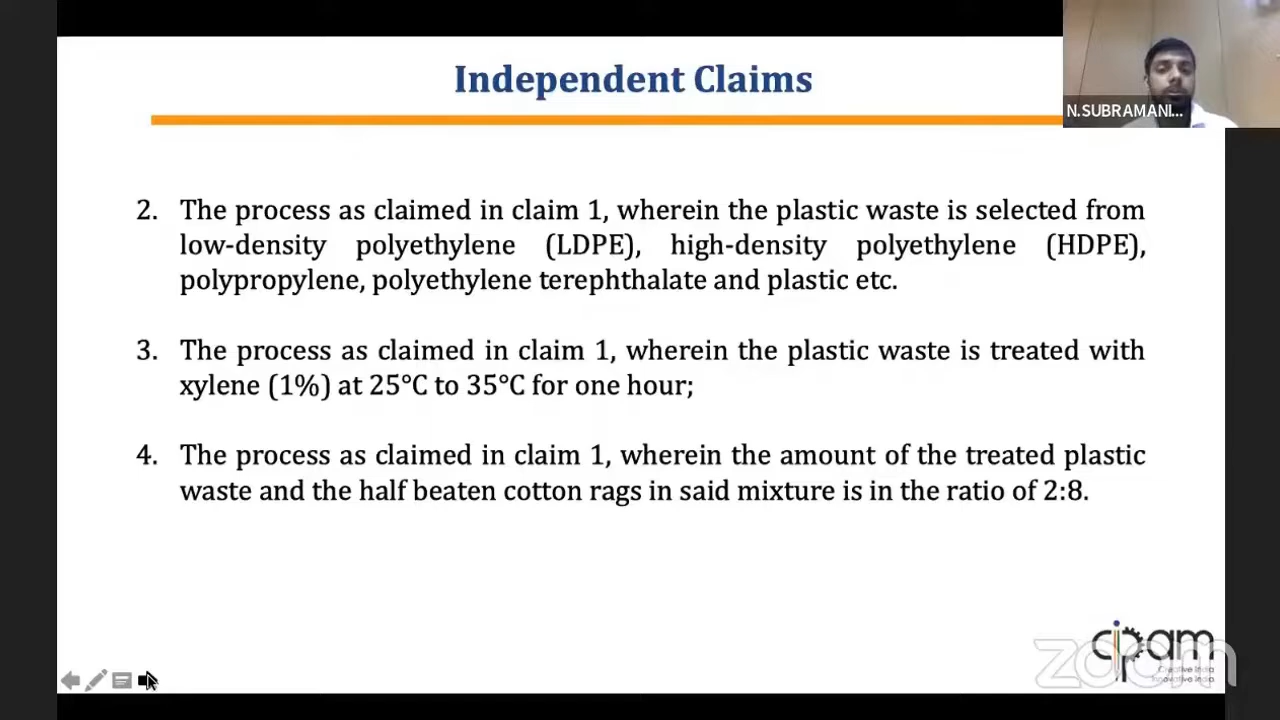 Independent Claims
N.SUBRAMANI...
2. The process as claimed in claim 1, wherein the plastic waste is selected from
low-density polyethylene (LDPE), high-density polyethylene (HDPE),
polypropylene, polyethylene terephthalate and plastic etc.
3. The process as claimed in claim 1, wherein the plastic waste is treated with
xylene (1%) at 25°C to 35°C for one hour;
4. The process as claimed in claim 1, wherein the amount of the treated plastic
waste and the half beaten cotton rags in said mixture is in the ratio of 2:8.
cipam
zoom
Creative India
Innovative India